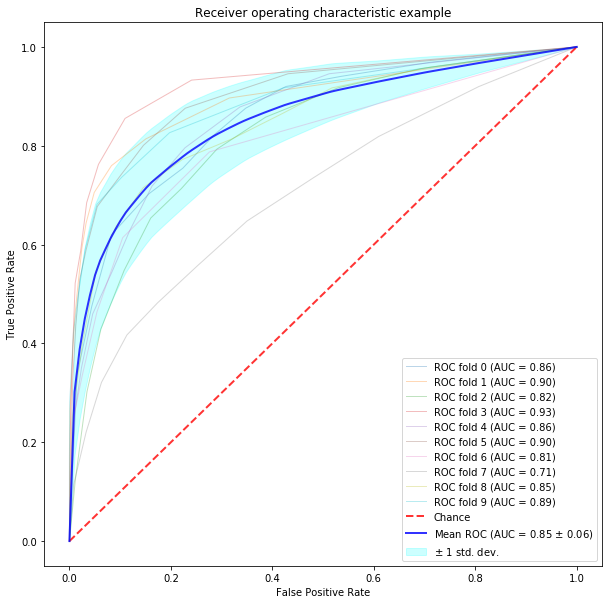 Receiver operating characteristic example
1.0
0.8
0.6
0.4
0.2
0.0
True Positive Rate
ROC fold 0 (AUC = 0.86)
ROC fold 1 (AUC = 0.90)
ROC fold 2 (AUC = 0.82)
ROC fold 3 (AUC = 0.93)
ROC fold 4 (AUC = 0.86)
ROC fold 5 (AUC = 0.90)
ROC fold 6 (AUC = 0.81)
ROC fold 7 (AUC = 0.71)
ROC fold 8 (AUC = 0.85)
ROC fold 9 (AUC = 0.89)
Chance
Mean ROC (AUC = 0.85 ± 0.06)
± 1 std. dev.
0.0 0.2 0.4 0.6 0.8 1.0
False Positive Rate